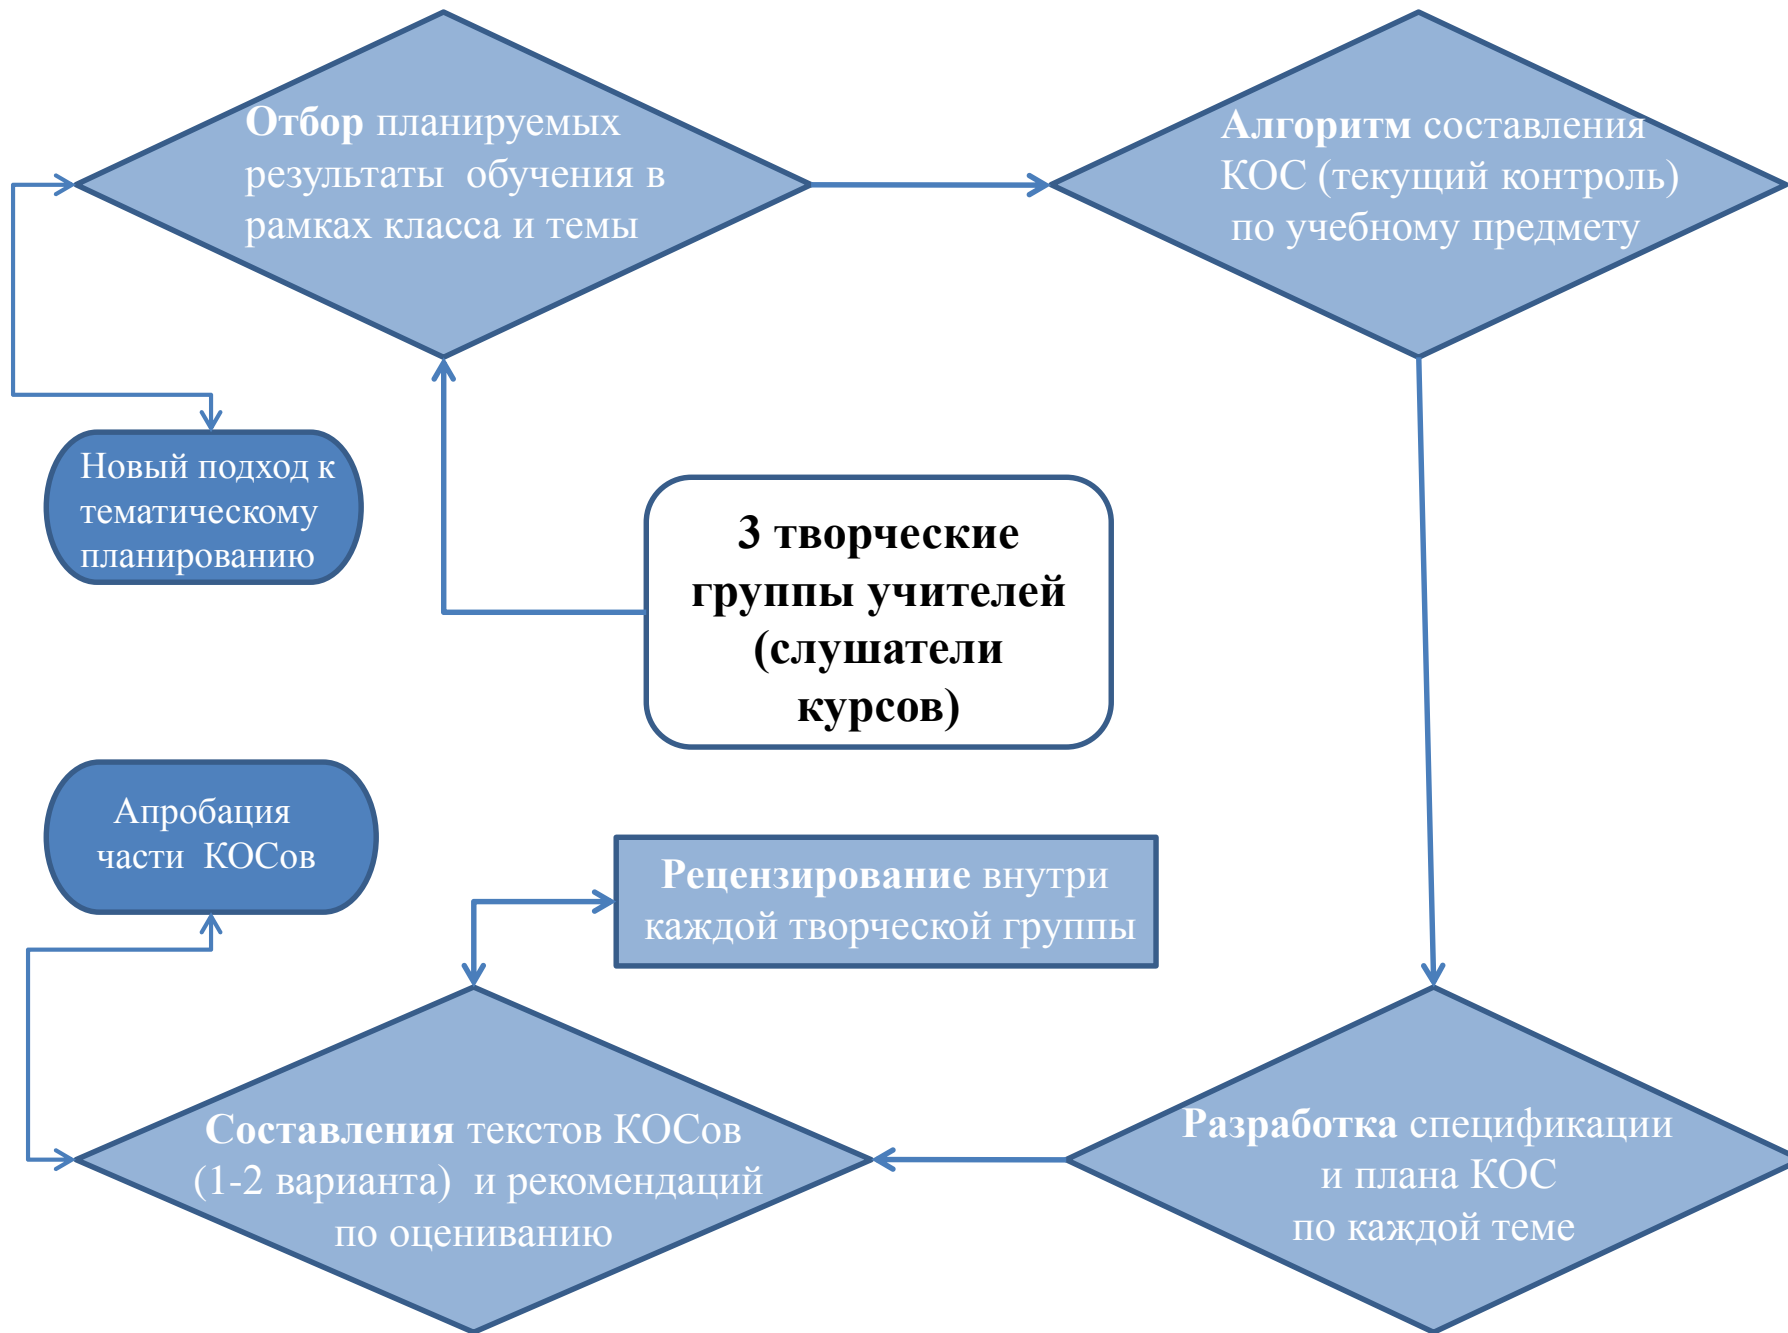 Отбор планируемых
результаты обучения в
рамках класса и темы
Алгоритм составления
КОС (текущий контроль)
по учебному предмету
Новый подход к
тематическому
планированию
3 творческие
группы учителей
(слушатели
курсов)
Апробация
части КОСов
Рецензирование внутри
каждой творческой группы
Составления текстов КОСов
(1-2 варианта) и рекомендаций
по оцениванию
Разработка спецификации
и плана КОС
по каждой теме